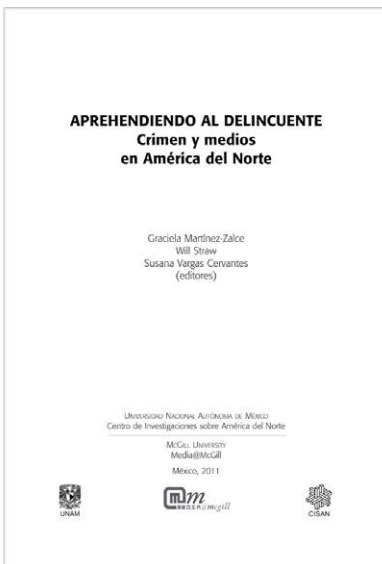 APREHENDIENDO AL DELINCUENTE
Crimen y medios
en América del Norte
Graciela Martínez-Zalce
Will Straw
Susana Vargas Cervantes
(editores)
Universidad Nacional Autónoma de México
Centro de Investigaciones sobre América del Norte
McGill University
Media@McGill
México, 2011
UNAM
m m
MEDIA@mcgill
CISAN